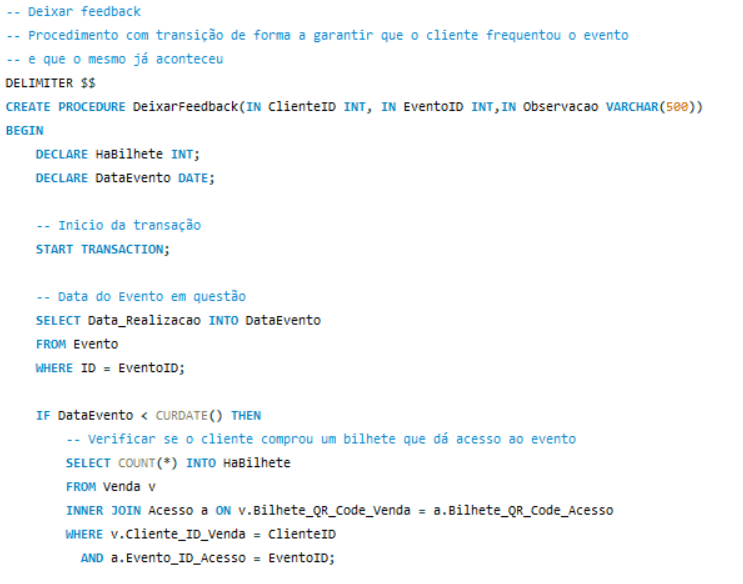 -- Deixar feedback
-- Procedimento com transição de forma a garantir que o cliente frequentou o evento
-- e que o mesmo já aconteceu
DELIMITER $$
CREATE PROCEDURE DeixarFeedback(IN ClienteID INT, IN EventoID INT,IN Observacao VARCHAR(500))
BEGIN
    DECLARE HaBilhete INT;
    DECLARE DataEvento DATE;
    -- Inicio da transação
    START TRANSACTION;
    -- Data do Evento em questão
    SELECT Data_Realizacao INTO DataEvento
    FROM Evento
    WHERE ID = EventoID;
    IF DataEvento < CURDATE() THEN
        -- Verificar se o cliente comprou um bilhete que dá acesso ao evento
        SELECT COUNT(*) INTO HaBilhete
        FROM Venda v
        INNER JOIN Acesso a ON v.Bilhete_QR_Code_Venda = a.Bilhete_QR_Code_Acesso
        WHERE v.Cliente_ID_Venda = ClienteID
          AND a.Evento_ID_Acesso = EventoID;